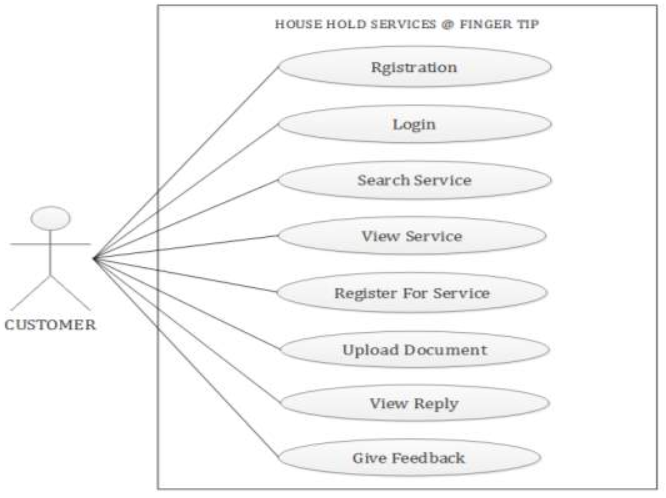 HOUSE HOLD SERVICES @ FINGER TIP
Rgistration
Login
Search Service
View Service
Register For Service
Upload Document
View Reply
Give Feedback
CUSTOMER